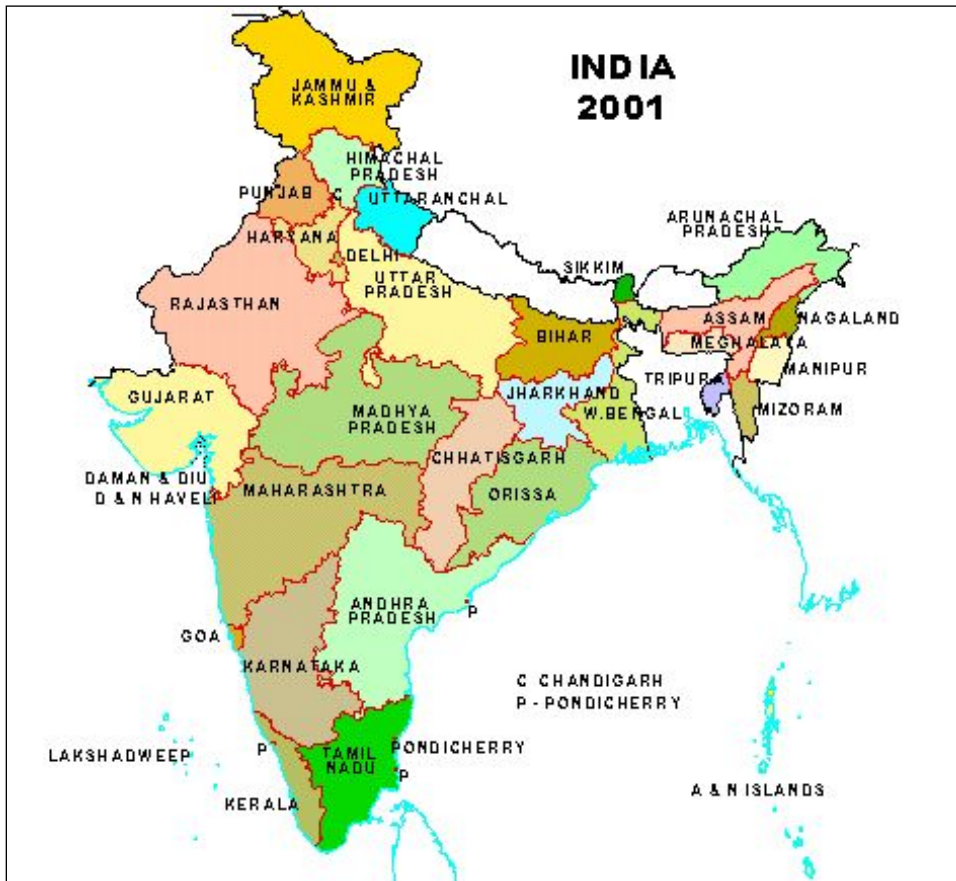 INDIA
2001
JAMMU &
KASHMIR
HIMACHAL
PRADESH
PUNJAB
C
UTTARANCHAL
ARUNACHAL
PRADESH
HARYANA
DELHI
UTTAR
PRADESH
SIKKIM
RAJASTHAN
ASSAM
NAGALAND
BIHAR
MEGHALAYA
MANIPUR
TRIPURA
GUJARAT
JHARKHAND
MADHYA
PRADESH
W.BENGAL
MIZORAM
CHHATISGARH
DAMAN & DIU
D & N HAVELI
MAHARASHTRA
ORISSA
ANDHRA
PRADESH
P
GOA
KARNATAKA
C CHANDIGARH
P - PONDICHERRY
LAKSHADWEEP
P
TAMIL
NADU
PONDICHERRY
P
A & N ISLANDS
KERALA